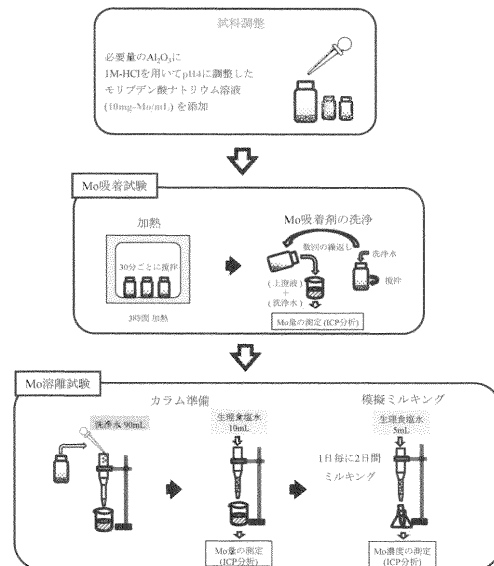 試料調整
必要量のAl₂O₃に
1M-HClを用いてpH4に調整した
モリブデン酸ナトリウム溶液
(10mg-Mo/mL) を添加
Mo吸着試験
加熱
30分ごとに撹拌
3時間 加熱
Mo吸着剤の洗浄
数回の繰返し
洗浄水
撹拌
(上澄液)
+
(洗浄水)
Mo量の測定 (ICP分析)
Mo溶離試験
カラム準備
洗浄水 90mL
生理食塩水
10mL
Mo量の測定
(ICP分析)
模擬ミルキング
生理食塩水
5mL
1日毎に2日間
ミルキング
Mo濃度の測定
(ICP分析)